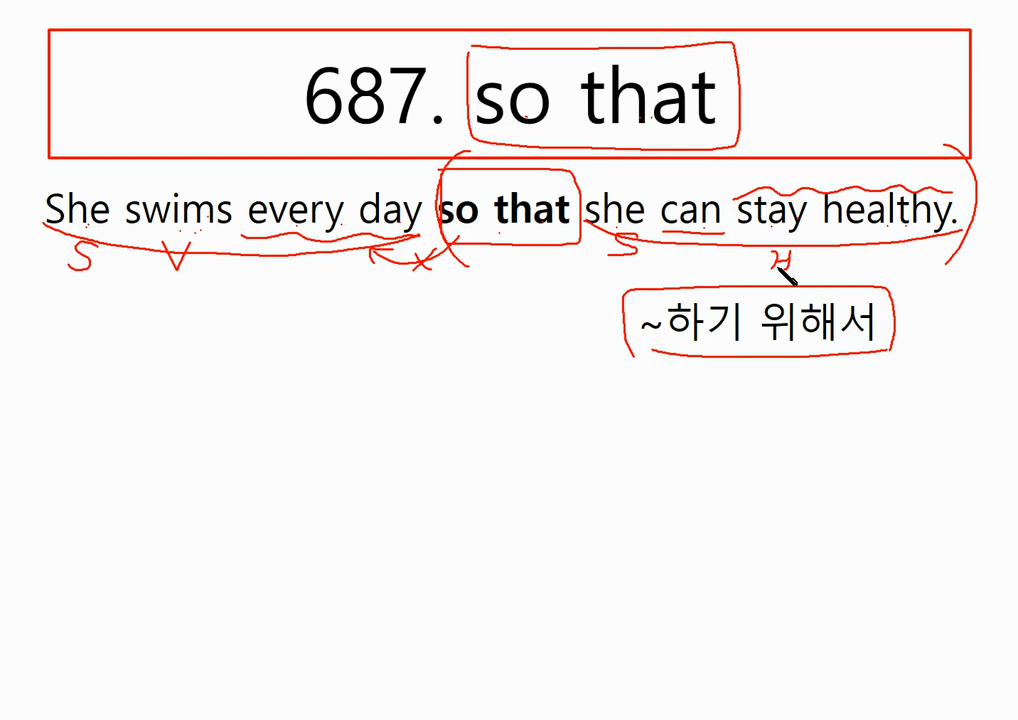 687. so that
She swims every day so that she can stay healthy.
S V S
~하기 위해서